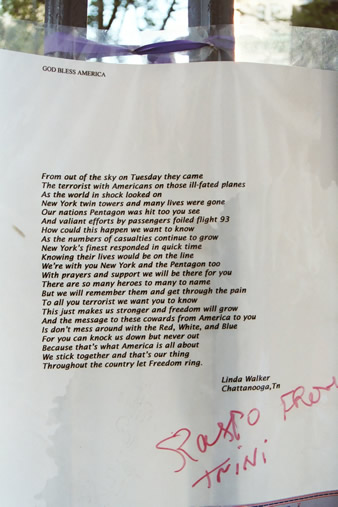 GOD BLESS AMERICA
From out of the sky on Tuesday they came
The terrorist with Americans on those ill-fated planes
As the world in shock looked on
New York twin towers and many lives were gone
Our nations Pentagon was hit too you see
And valiant efforts by passengers foiled flight 93
How could this happen we want to know
As the numbers of casualties continue to grow
New York's finest responded in quick time
Knowing their lives would be on the line
We're with you New York and the Pentagon too
With prayers and support we will be there for you
There are so many heroes to many to name
But we will remember them and get through the pain
To all you terrorist we want you to know
This just makes us stronger and freedom will grow
And the message to these cowards from America to you
Is don't mess around with the Red, White, and Blue
For you can knock us down but never out
Because that's what America is all about
We stick together and that's our thing
Throughout the country let Freedom ring.
Linda Walker
Chattanooga,Tn
FROM
TRINI